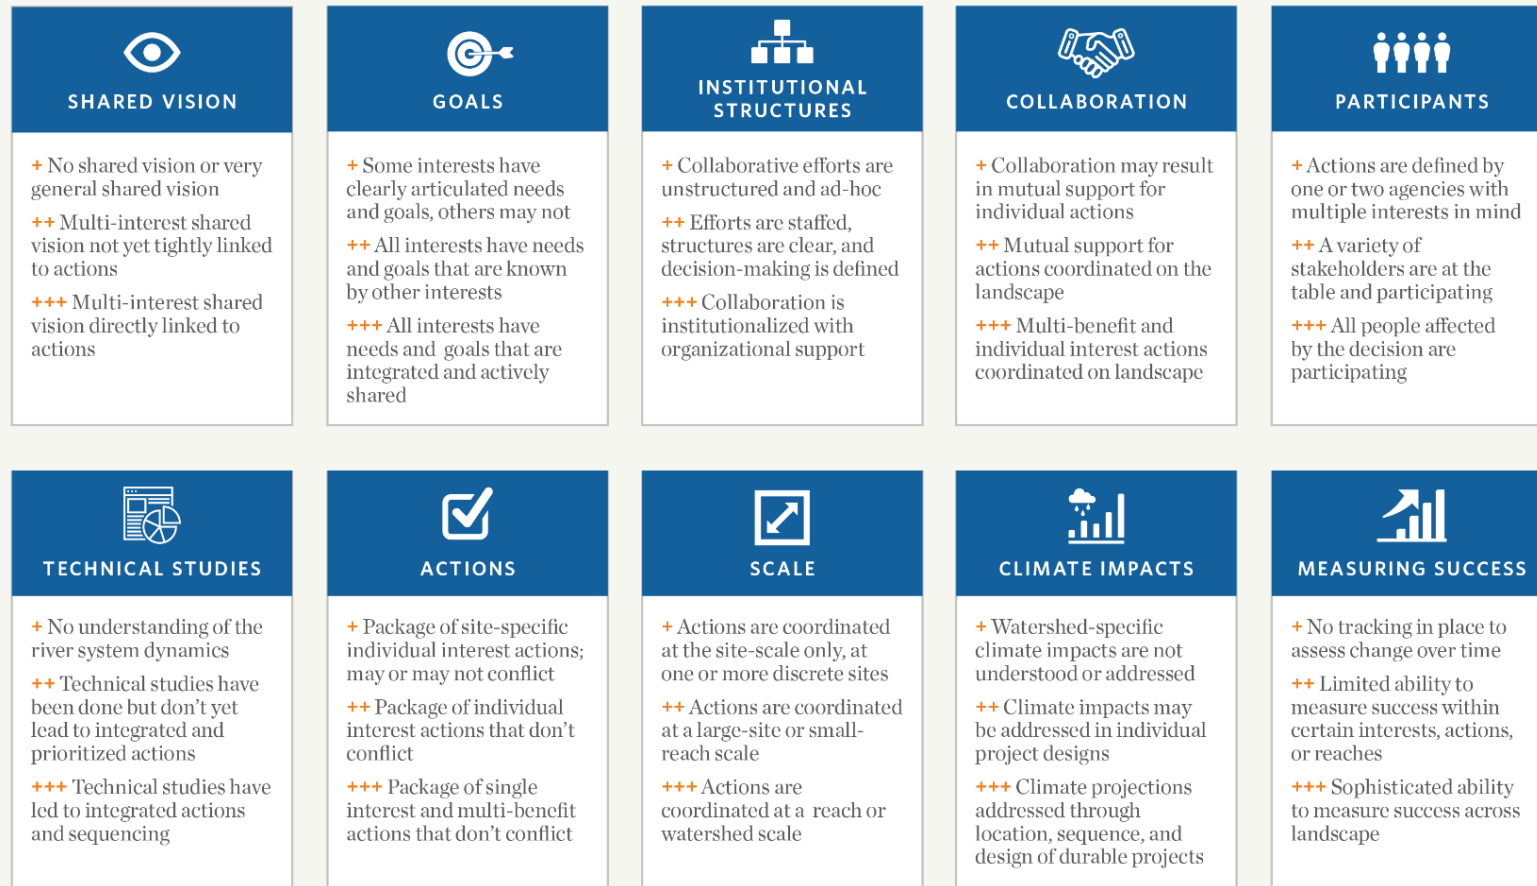 SHARED VISION
+ No shared vision or very
general shared vision
++ Multi-interest shared
vision not yet tightly linked
to actions
+++ Multi-interest shared
vision directly linked to
actions
GOALS
+ Some interests have
clearly articulated needs
and goals, others may not
++ All interests have needs
and goals that are known
by other interests
+++ All interests have
needs and goals that are
integrated and actively
shared
INSTITUTIONAL
STRUCTURES
+ Collaborative efforts are
unstructured and ad-hoc
++ Efforts are staffed,
structures are clear, and
decision-making is defined
+++ Collaboration is
institutionalized with
organizational support
COLLABORATION
+ Collaboration may result
in mutual support for
individual actions
++ Mutual support for
actions coordinated on the
landscape
+++ Multi-benefit and
individual interest actions
coordinated on landscape
PARTICIPANTS
+ Actions are defined by
one or two agencies with
multiple interests in mind
++ A variety of
stakeholders are at the
table and participating
+++ All people affected
by the decision are
participating
TECHNICAL STUDIES
+ No understanding of the
river system dynamics
++ Technical studies have
been done but don’t yet
lead to integrated and
prioritized actions
+++ Technical studies have
led to integrated actions
and sequencing
ACTIONS
+ Package of site-specific
individual interest actions;
may or may not conflict
++ Package of individual
interest actions that don’t
conflict
+++ Package of single
interest and multi-benefit
actions that don’t conflict
SCALE
+ Actions are coordinated
at the site-scale only, at
one or more discrete sites
++ Actions are coordinated
at a large-site or small-
reach scale
+++ Actions are
coordinated at a reach or
watershed scale
CLIMATE IMPACTS
+ Watershed-specific
climate impacts are not
understood or addressed
++ Climate impacts may
be addressed in individual
project designs
+++ Climate projections
addressed through
location, sequence, and
design of durable projects
MEASURING SUCCESS
+ No tracking in place to
assess change over time
++ Limited ability to
measure success within
certain interests, actions,
or reaches
+++ Sophisticated ability
to measure success across
landscape